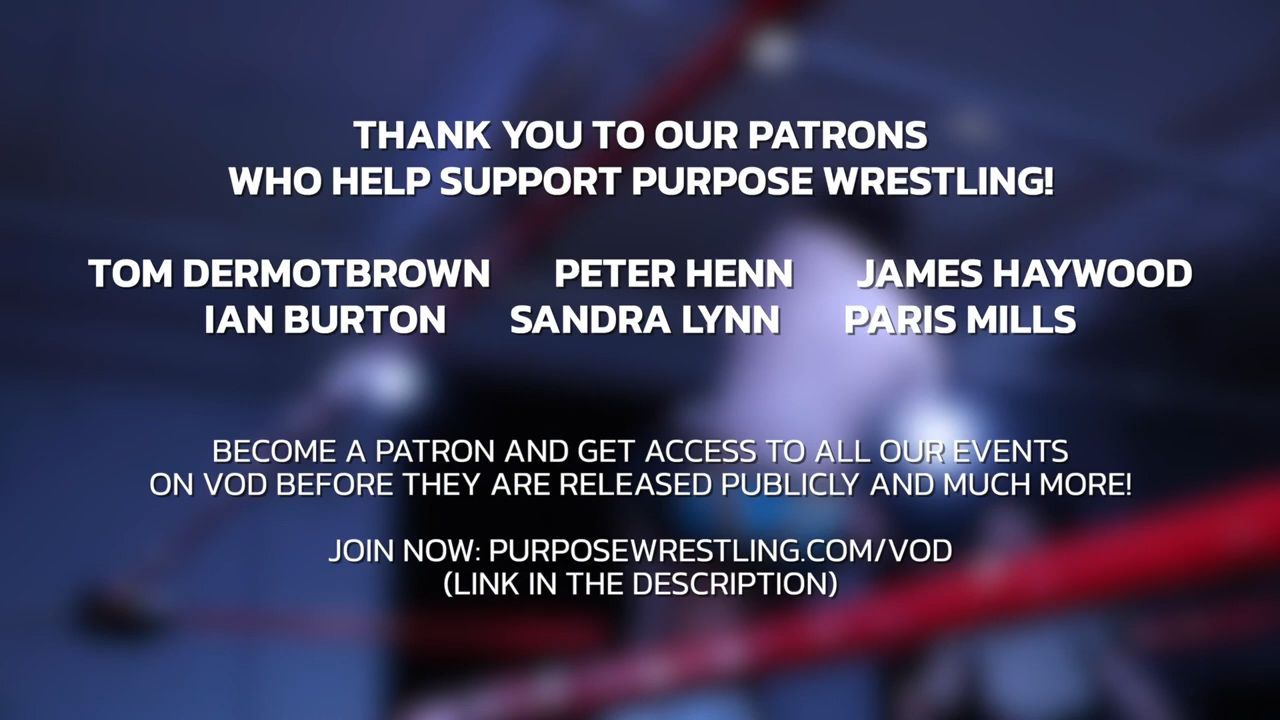 THANK YOU TO OUR PATRONS
WHO HELP SUPPORT PURPOSE WRESTLING!
TOM DERMOTBROWN PETER HENN JAMES HAYWOOD
IAN BURTON SANDRA LYNN PARIS MILLS
BECOME A PATRON AND GET ACCESS TO ALL OUR EVENTS
ON VOD BEFORE THEY ARE RELEASED PUBLICLY AND MUCH MORE!
JOIN NOW: PURPOSEWRESTLING.COM/VOD
(LINK IN THE DESCRIPTION)